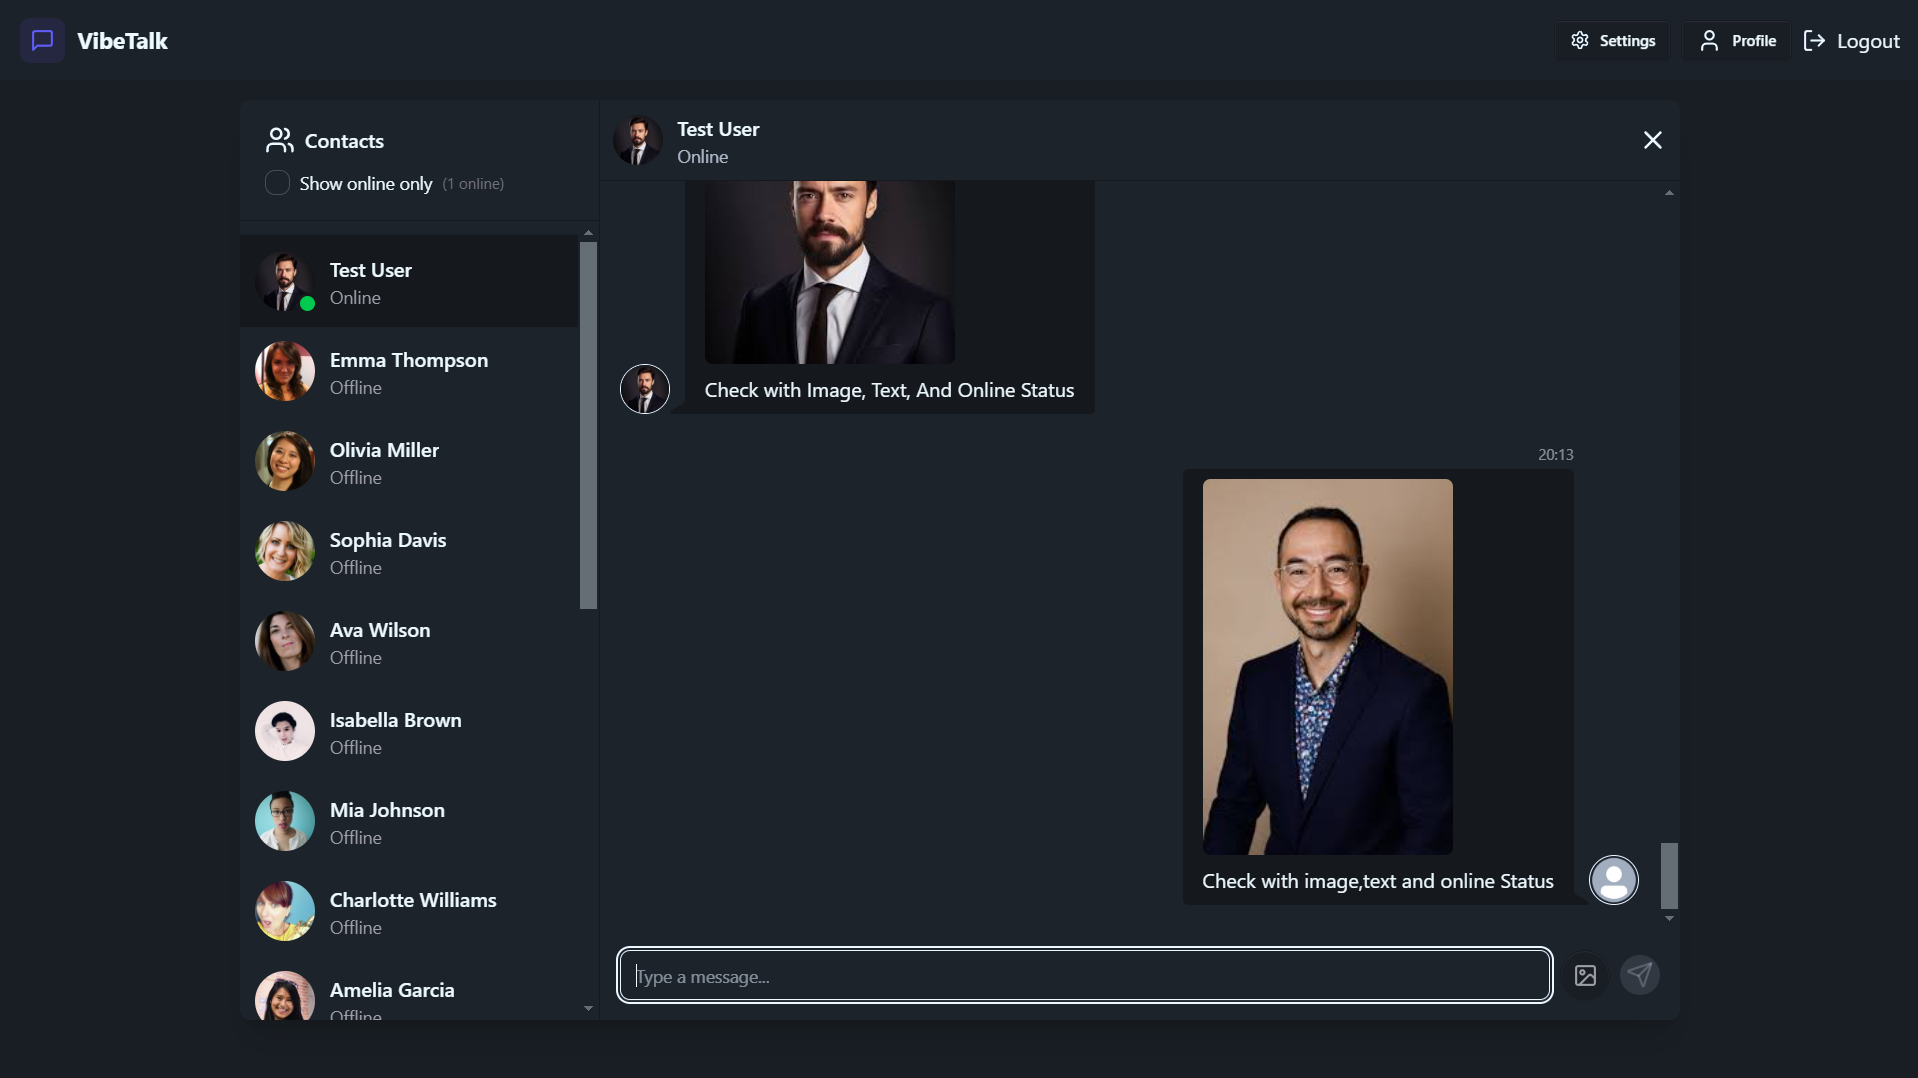 VibeTalk
Settings
Profile
Logout
Contacts
Show online only (1 online)
Test User
Online
Emma Thompson
Offline
Olivia Miller
Offline
Sophia Davis
Offline
Ava Wilson
Offline
Isabella Brown
Offline
Mia Johnson
Offline
Charlotte Williams
Offline
Amelia Garcia
Offline
Test User
Online
Check with Image, Text, And Online Status
20:13
Check with image,text and online Status
Type a message...